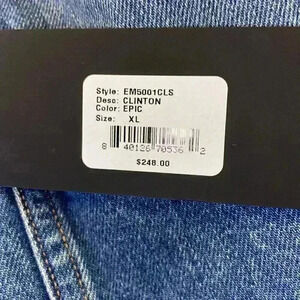 Style: EM5001CLS
Desc: CLINTON
Color: EPIC
Size: XL
8 40126 70536 2
$248.00